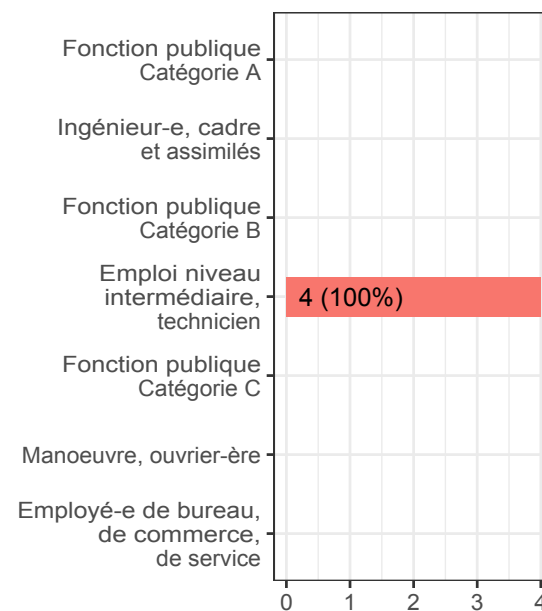 Fonction publique
Catégorie A
Ingénieur-e, cadre
et assimilés
Fonction publique
Catégorie B
Emploi niveau
intermédiaire,
technicien
4 (100%)
Fonction publique
Catégorie C
Manoeuvre, ouvrier-ère
Employé-e de bureau,
de commerce,
de service
0 1 2 3 4